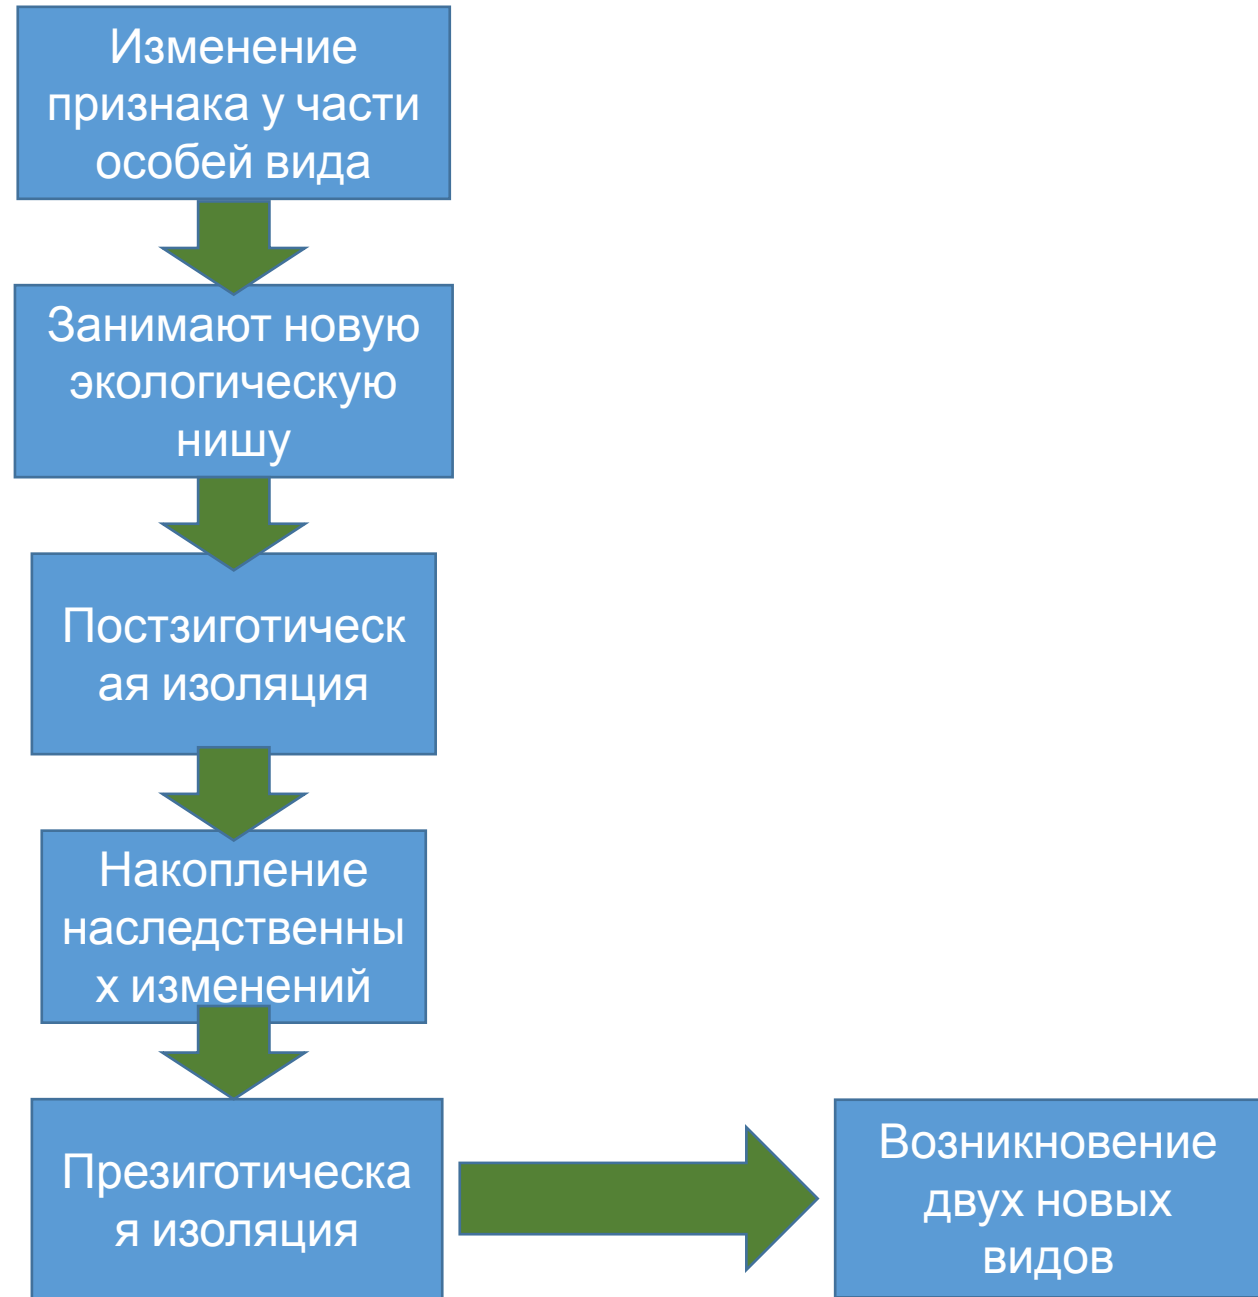 Изменение
признака у части
особей вида
Занимают новую
экологическую
нишу
Постзиготическ
ая изоляция
Накопление
наследственны
х изменений
Презиготическа
я изоляция
Возникновение
двух новых
видов